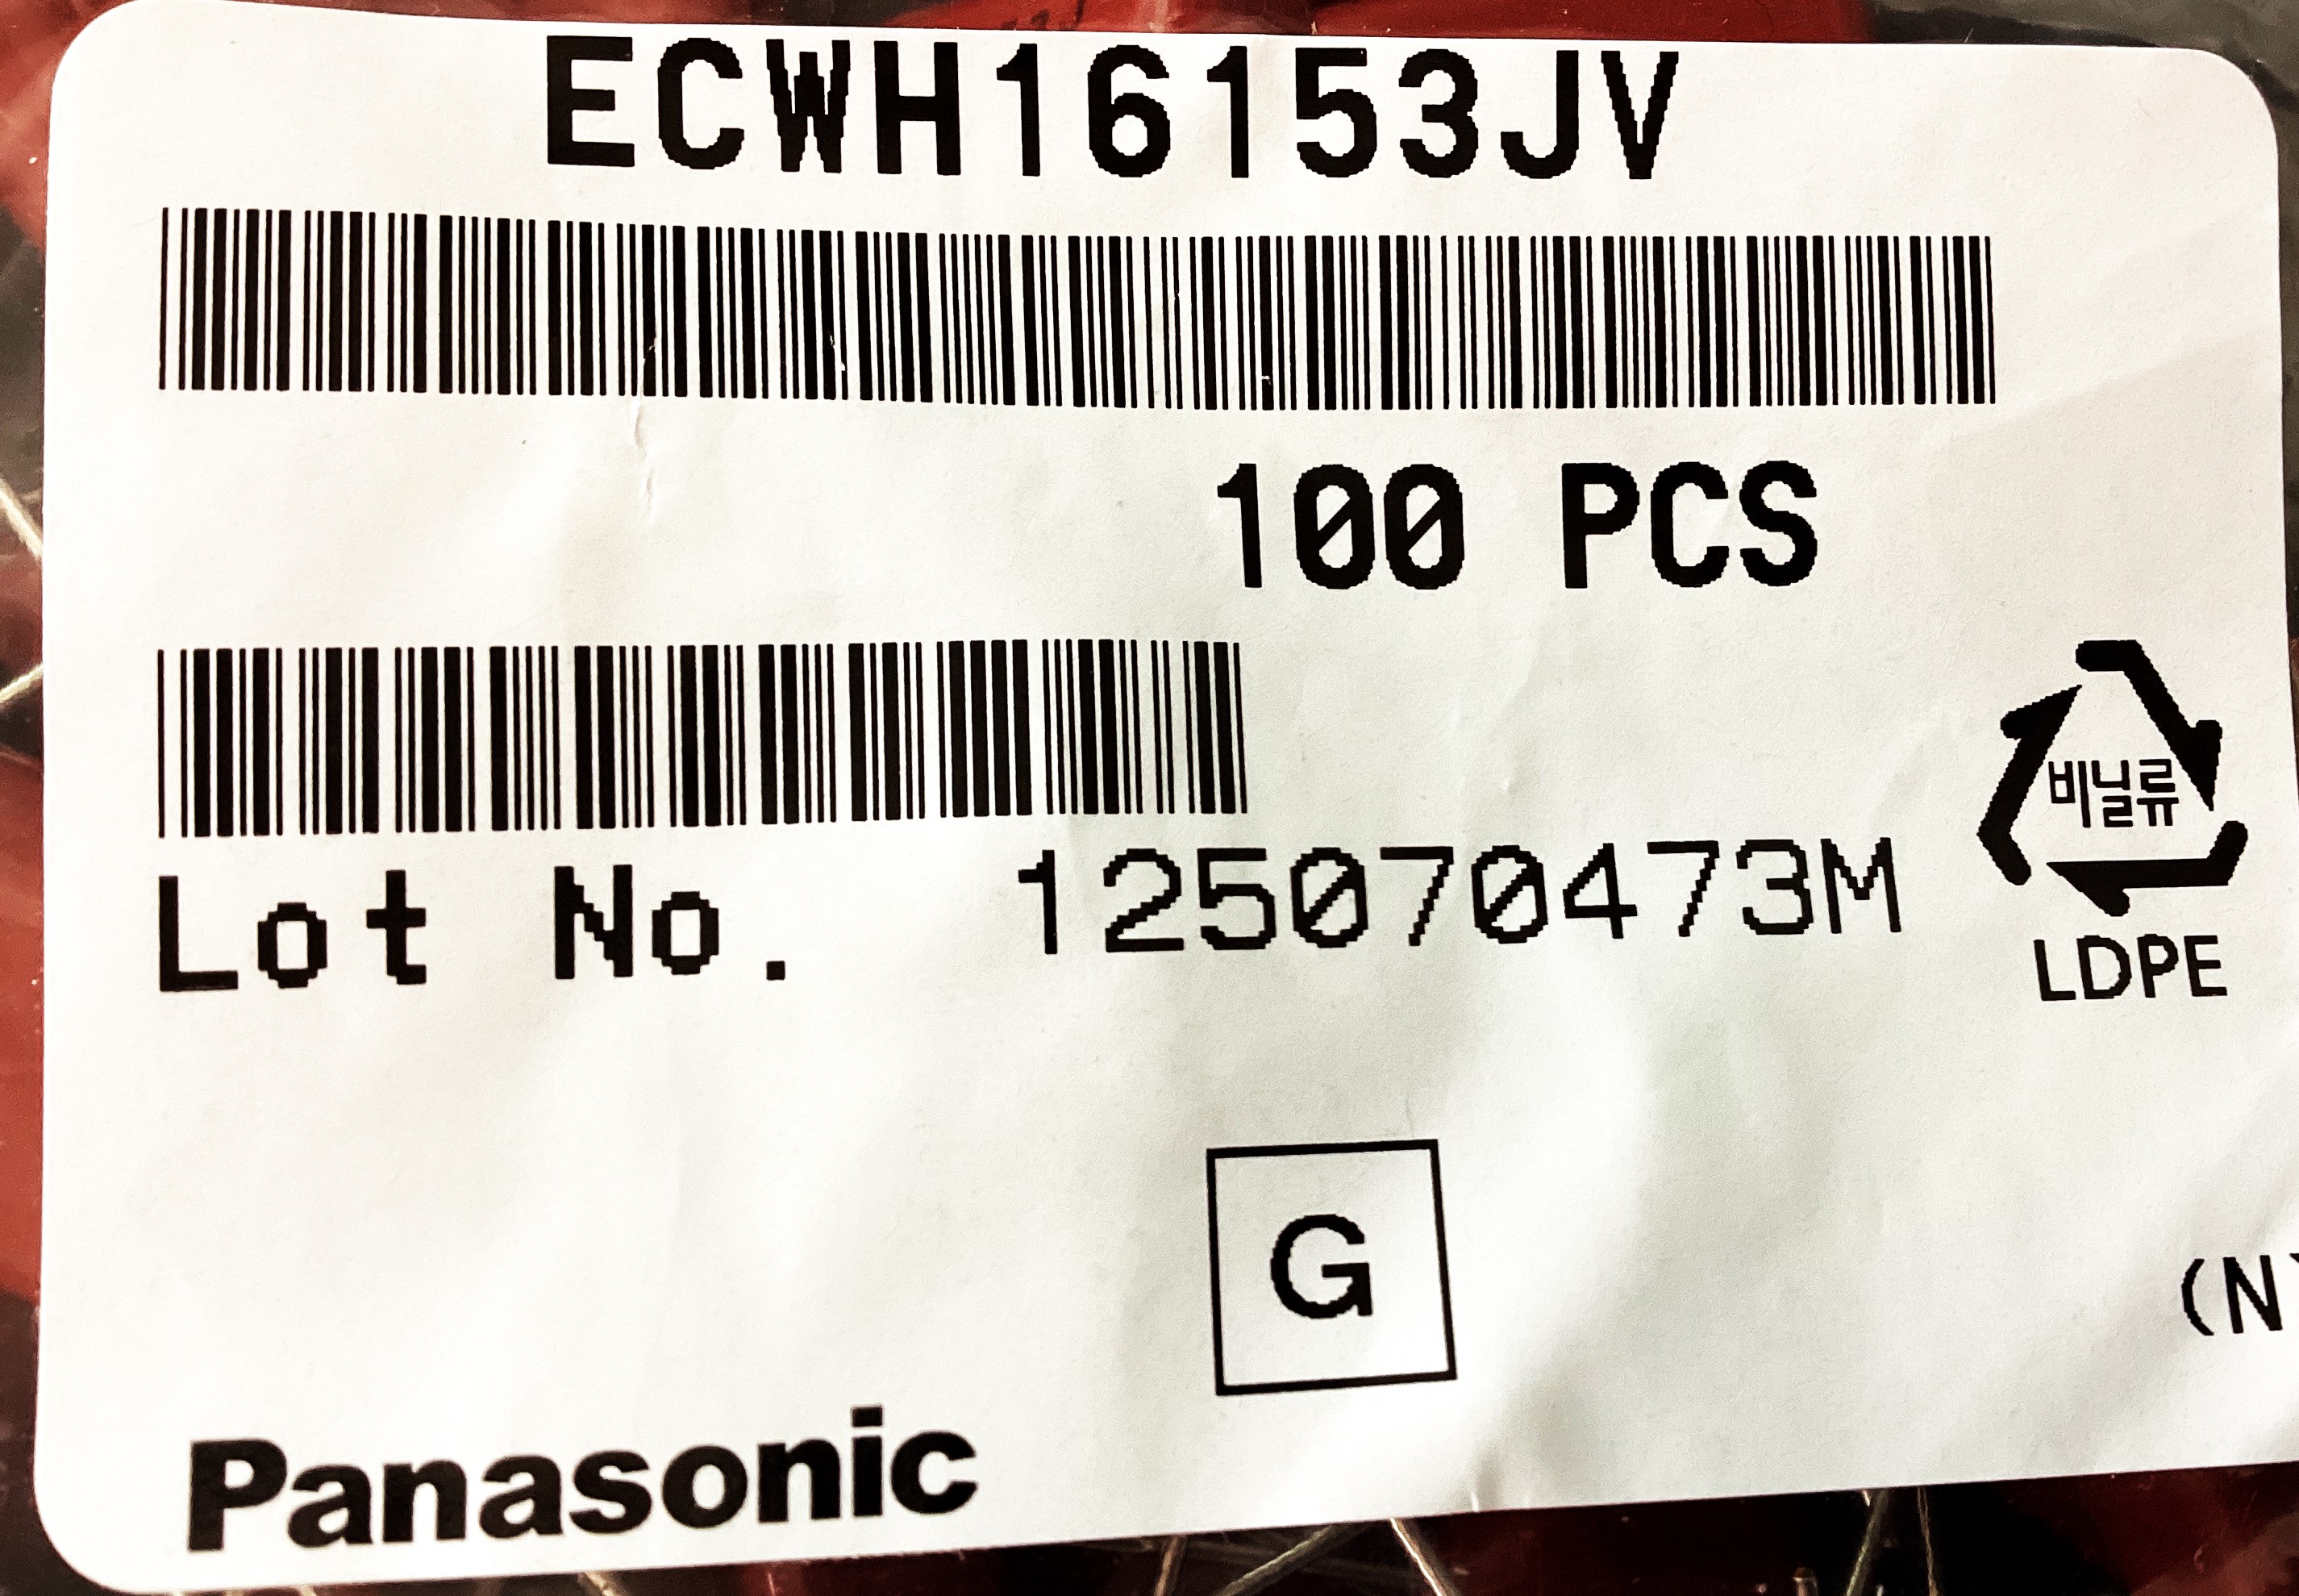 ECWH16153JV
100 PCS
비닐류
LDPE
Lot No. 125070473M
G
(N
Panasonic